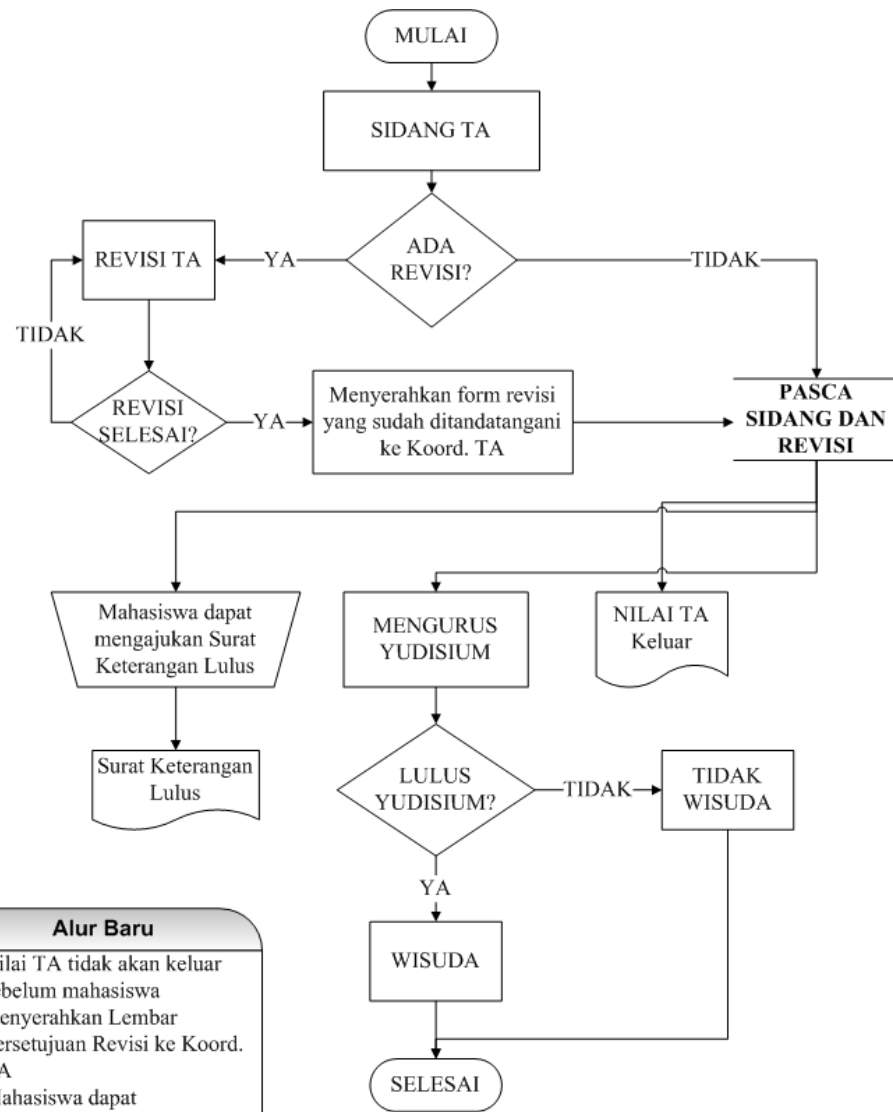 MULAI
SIDANG TA
ADA
REVISI?
YA
TIDAK
REVISI TA
TIDAK
REVISI
SELESAI?
YA
Menyerahkan form revisi
yang sudah ditandatangani
ke Koord. TA
PASCA
SIDANG DAN
REVISI
Mahasiswa dapat
mengajukan Surat
Keterangan Lulus
MENGURUS
YUDISIUM
NILAI TA
Keluar
Surat Keterangan
Lulus
LULUS
YUDISIUM?
TIDAK
TIDAK
WISUDA
YA
WISUDA
SELESAI
Alur Baru
ilai TA tidak akan keluar
ebelum mahasiswa
enyerahkan Lembar
ersetujuan Revisi ke Koord.
A
ahasiswa dapat